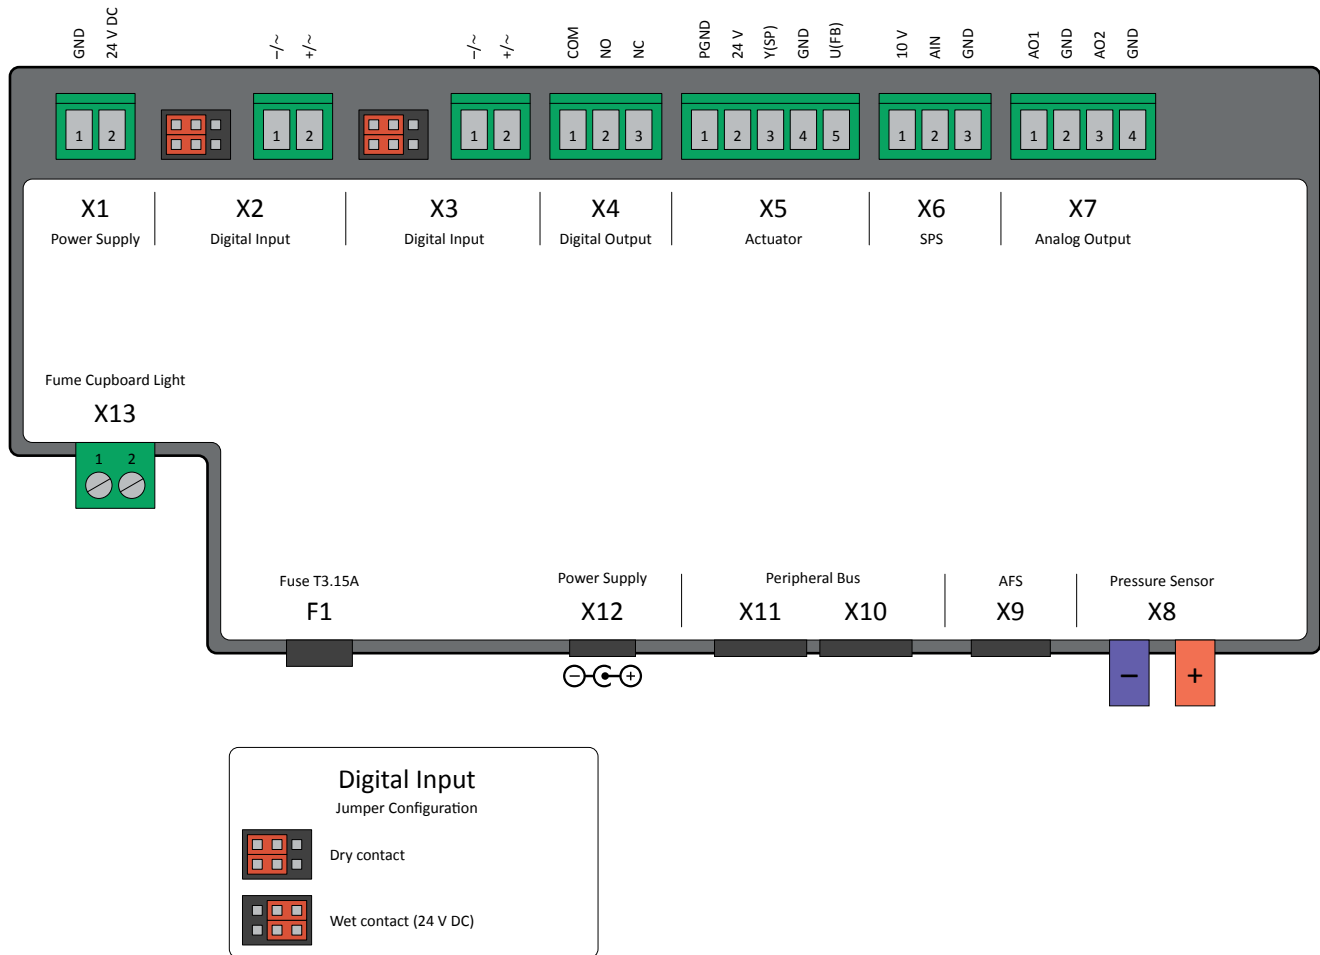 GND 24 V DC –/~ +/~ –/~ +/~ COM NO NC PGND 24 V Y(SP) GND U(FB) 10 V AIN GND AO1 GND AO2 GND
1 2 1 2 1 2 1 2 3 1 2 3 4 5 1 2 3 1 2 3 4
X1 X2 X3 X4 X5 X6 X7
Power Supply Digital Input Digital Input Digital Output Actuator SPS Analog Output
Fume Cupboard Light
X13
1 2
Fuse T3.15A Power Supply Peripheral Bus AFS Pressure Sensor
F1 X12 X11 X10 X9 X8
– + – +
Digital Input
Jumper Configuration
Dry contact
Wet contact (24 V DC)